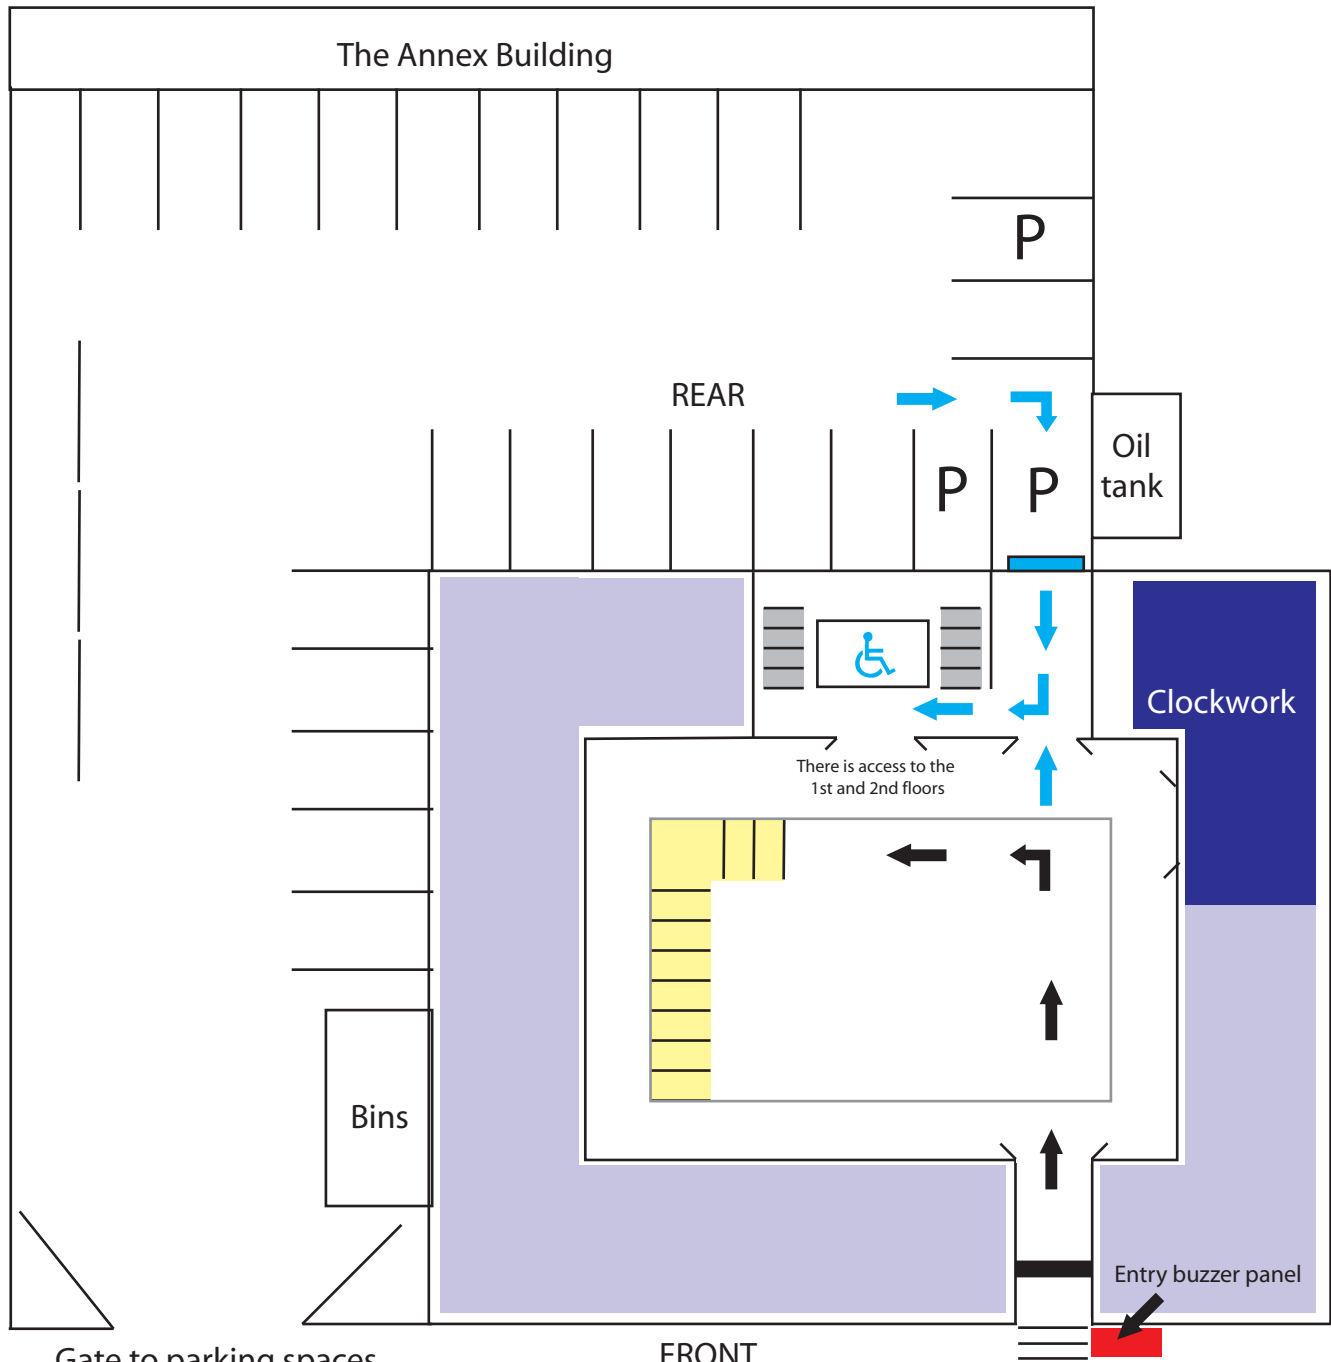 The Annex Building
P
REAR
P
P
Oil
tank
Clockwork
There is access to the
1st and 2nd floors
Bins
Entry buzzer panel
Gate to parking spaces
FRONT